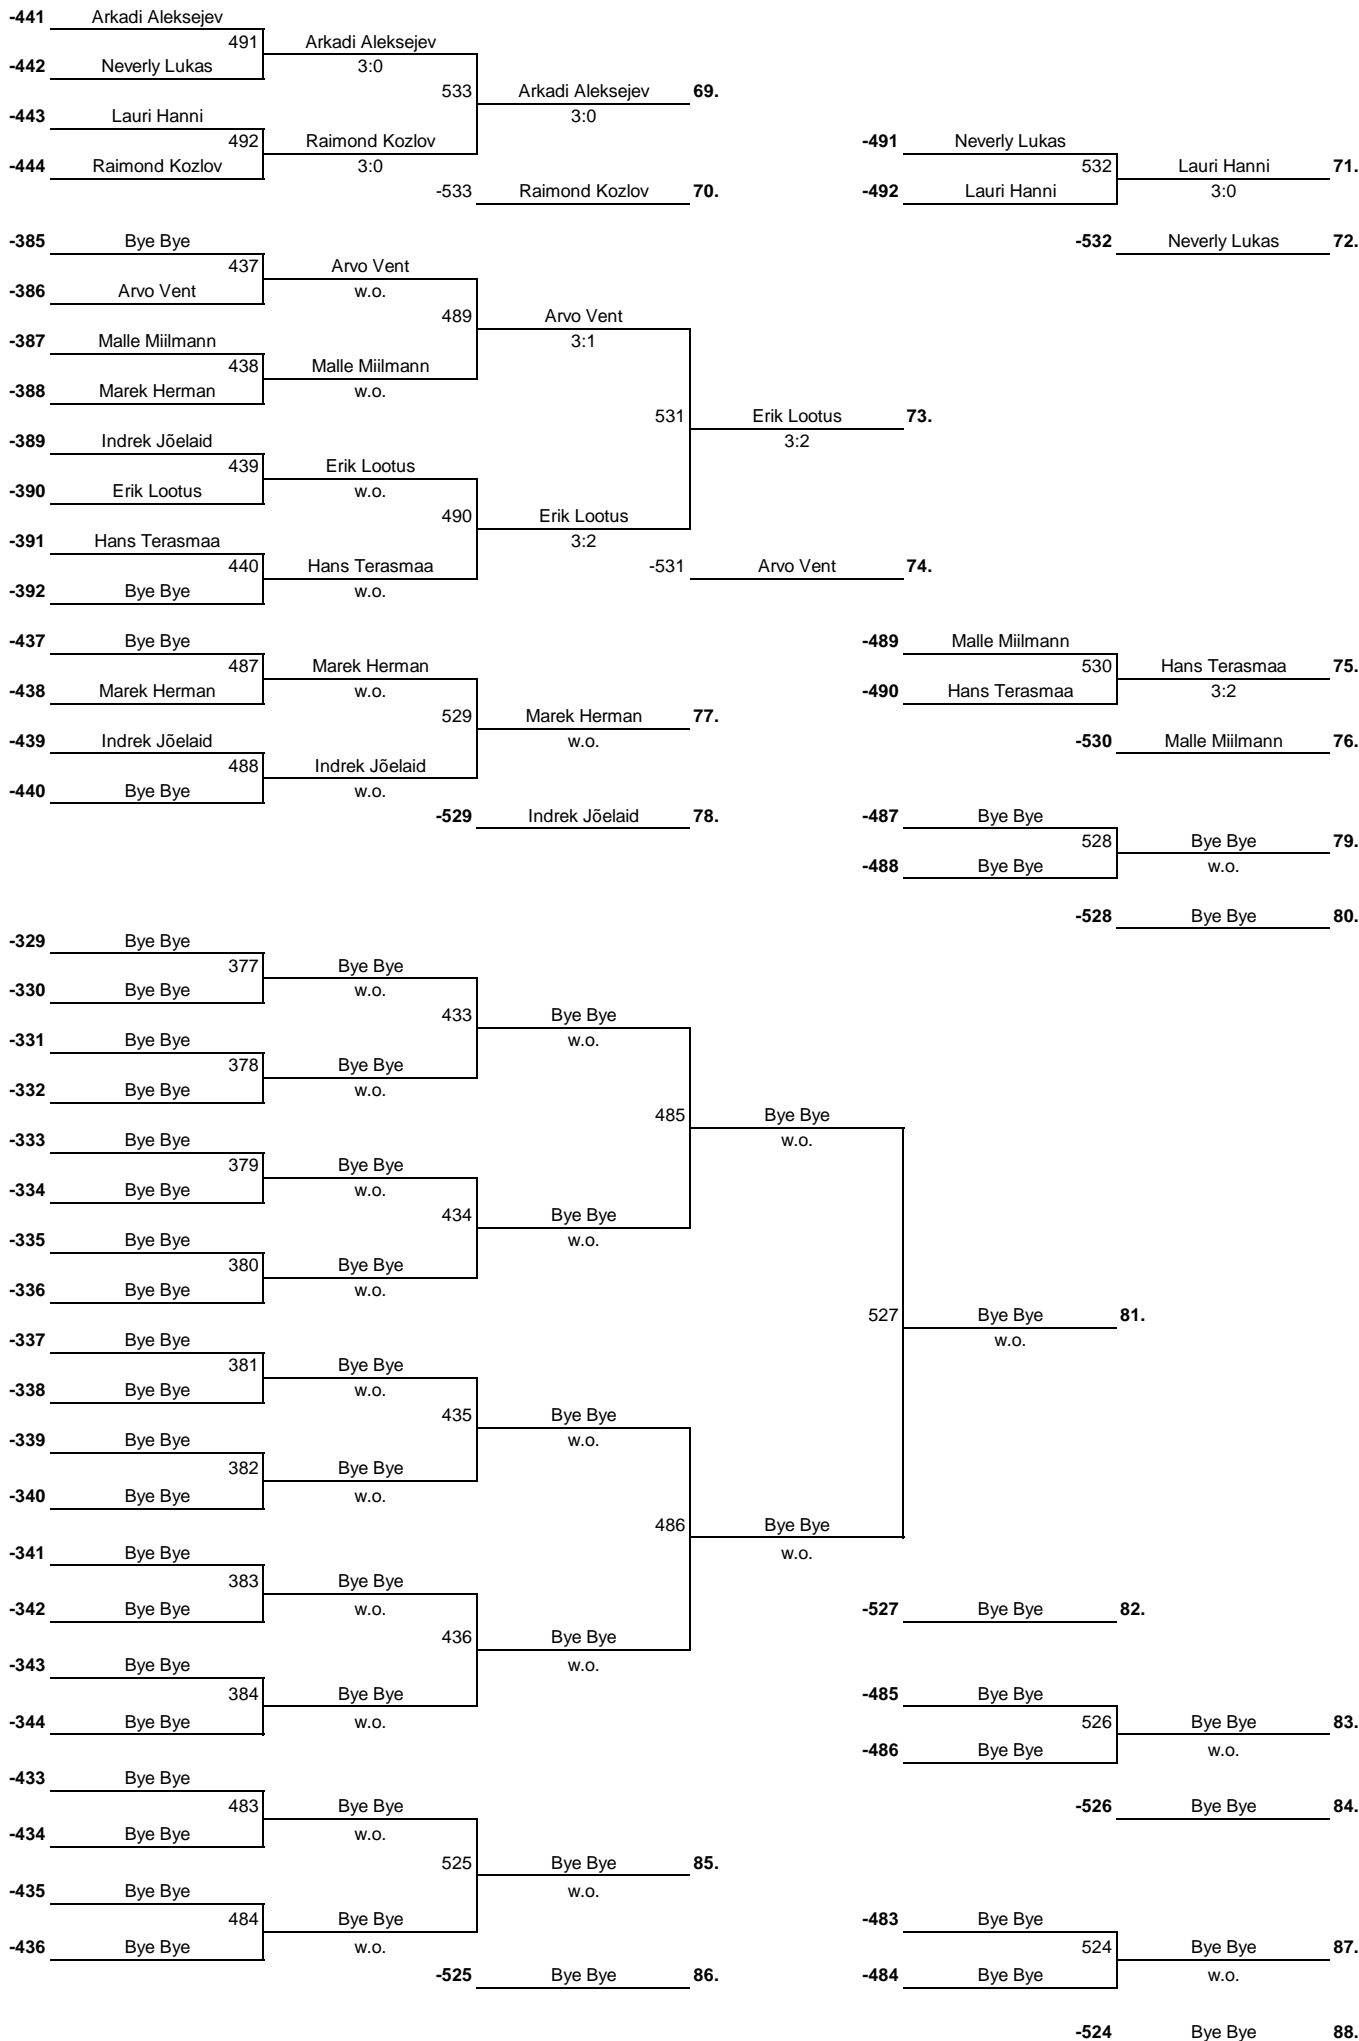 -441 Arkadi Aleksejev
491 Arkadi Aleksejev
-442 Neverly Lukas 3:0
533 Arkadi Aleksejev 69.
-443 Lauri Hanni 3:0
492 Raimond Kozlov -491 Neverly Lukas
-444 Raimond Kozlov 3:0 532 Lauri Hanni 71.
-533 Raimond Kozlov 70. -492 Lauri Hanni 3:0
-385 Bye Bye -532 Neverly Lukas 72.
437 Arvo Vent
-386 Arvo Vent w.o.
489 Arvo Vent
-387 Malle Miilmann 3:1
438 Malle Miilmann
-388 Marek Herman w.o.
531 Erik Lootus 73.
-389 Indrek Jõelaid 3:2
439 Erik Lootus
-390 Erik Lootus w.o.
490 Erik Lootus
-391 Hans Terasmaa 3:2
440 Hans Terasmaa -531 Arvo Vent 74.
-392 Bye Bye w.o.
-437 Bye Bye -489 Malle Miilmann
487 Marek Herman 530 Hans Terasmaa 75.
-438 Marek Herman w.o. -490 Hans Terasmaa 3:2
529 Marek Herman 77.
-439 Indrek Jõelaid w.o. -530 Malle Miilmann 76.
488 Indrek Jõelaid
-440 Bye Bye w.o.
-529 Indrek Jõelaid 78. -487 Bye Bye
528 Bye Bye 79.
-488 Bye Bye w.o.
-528 Bye Bye 80.
-329 Bye Bye
377 Bye Bye
-330 Bye Bye w.o.
433 Bye Bye
-331 Bye Bye w.o.
378 Bye Bye
-332 Bye Bye w.o.
485 Bye Bye
-333 Bye Bye w.o.
379 Bye Bye
-334 Bye Bye w.o.
434 Bye Bye
-335 Bye Bye w.o.
380 Bye Bye
-336 Bye Bye w.o.
527 Bye Bye 81.
-337 Bye Bye w.o.
381 Bye Bye
-338 Bye Bye w.o.
435 Bye Bye
-339 Bye Bye w.o.
382 Bye Bye
-340 Bye Bye w.o.
486 Bye Bye
-341 Bye Bye w.o.
383 Bye Bye
-342 Bye Bye w.o. -527 Bye Bye 82.
436 Bye Bye
-343 Bye Bye w.o.
384 Bye Bye -485 Bye Bye
-344 Bye Bye w.o. 526 Bye Bye 83.
-486 Bye Bye w.o.
-433 Bye Bye
483 Bye Bye -526 Bye Bye 84.
-434 Bye Bye w.o.
525 Bye Bye 85.
-435 Bye Bye w.o.
484 Bye Bye -483 Bye Bye
-436 Bye Bye w.o. 524 Bye Bye 87.
-525 Bye Bye 86. -484 Bye Bye w.o.
-524 Bye Bye 88.